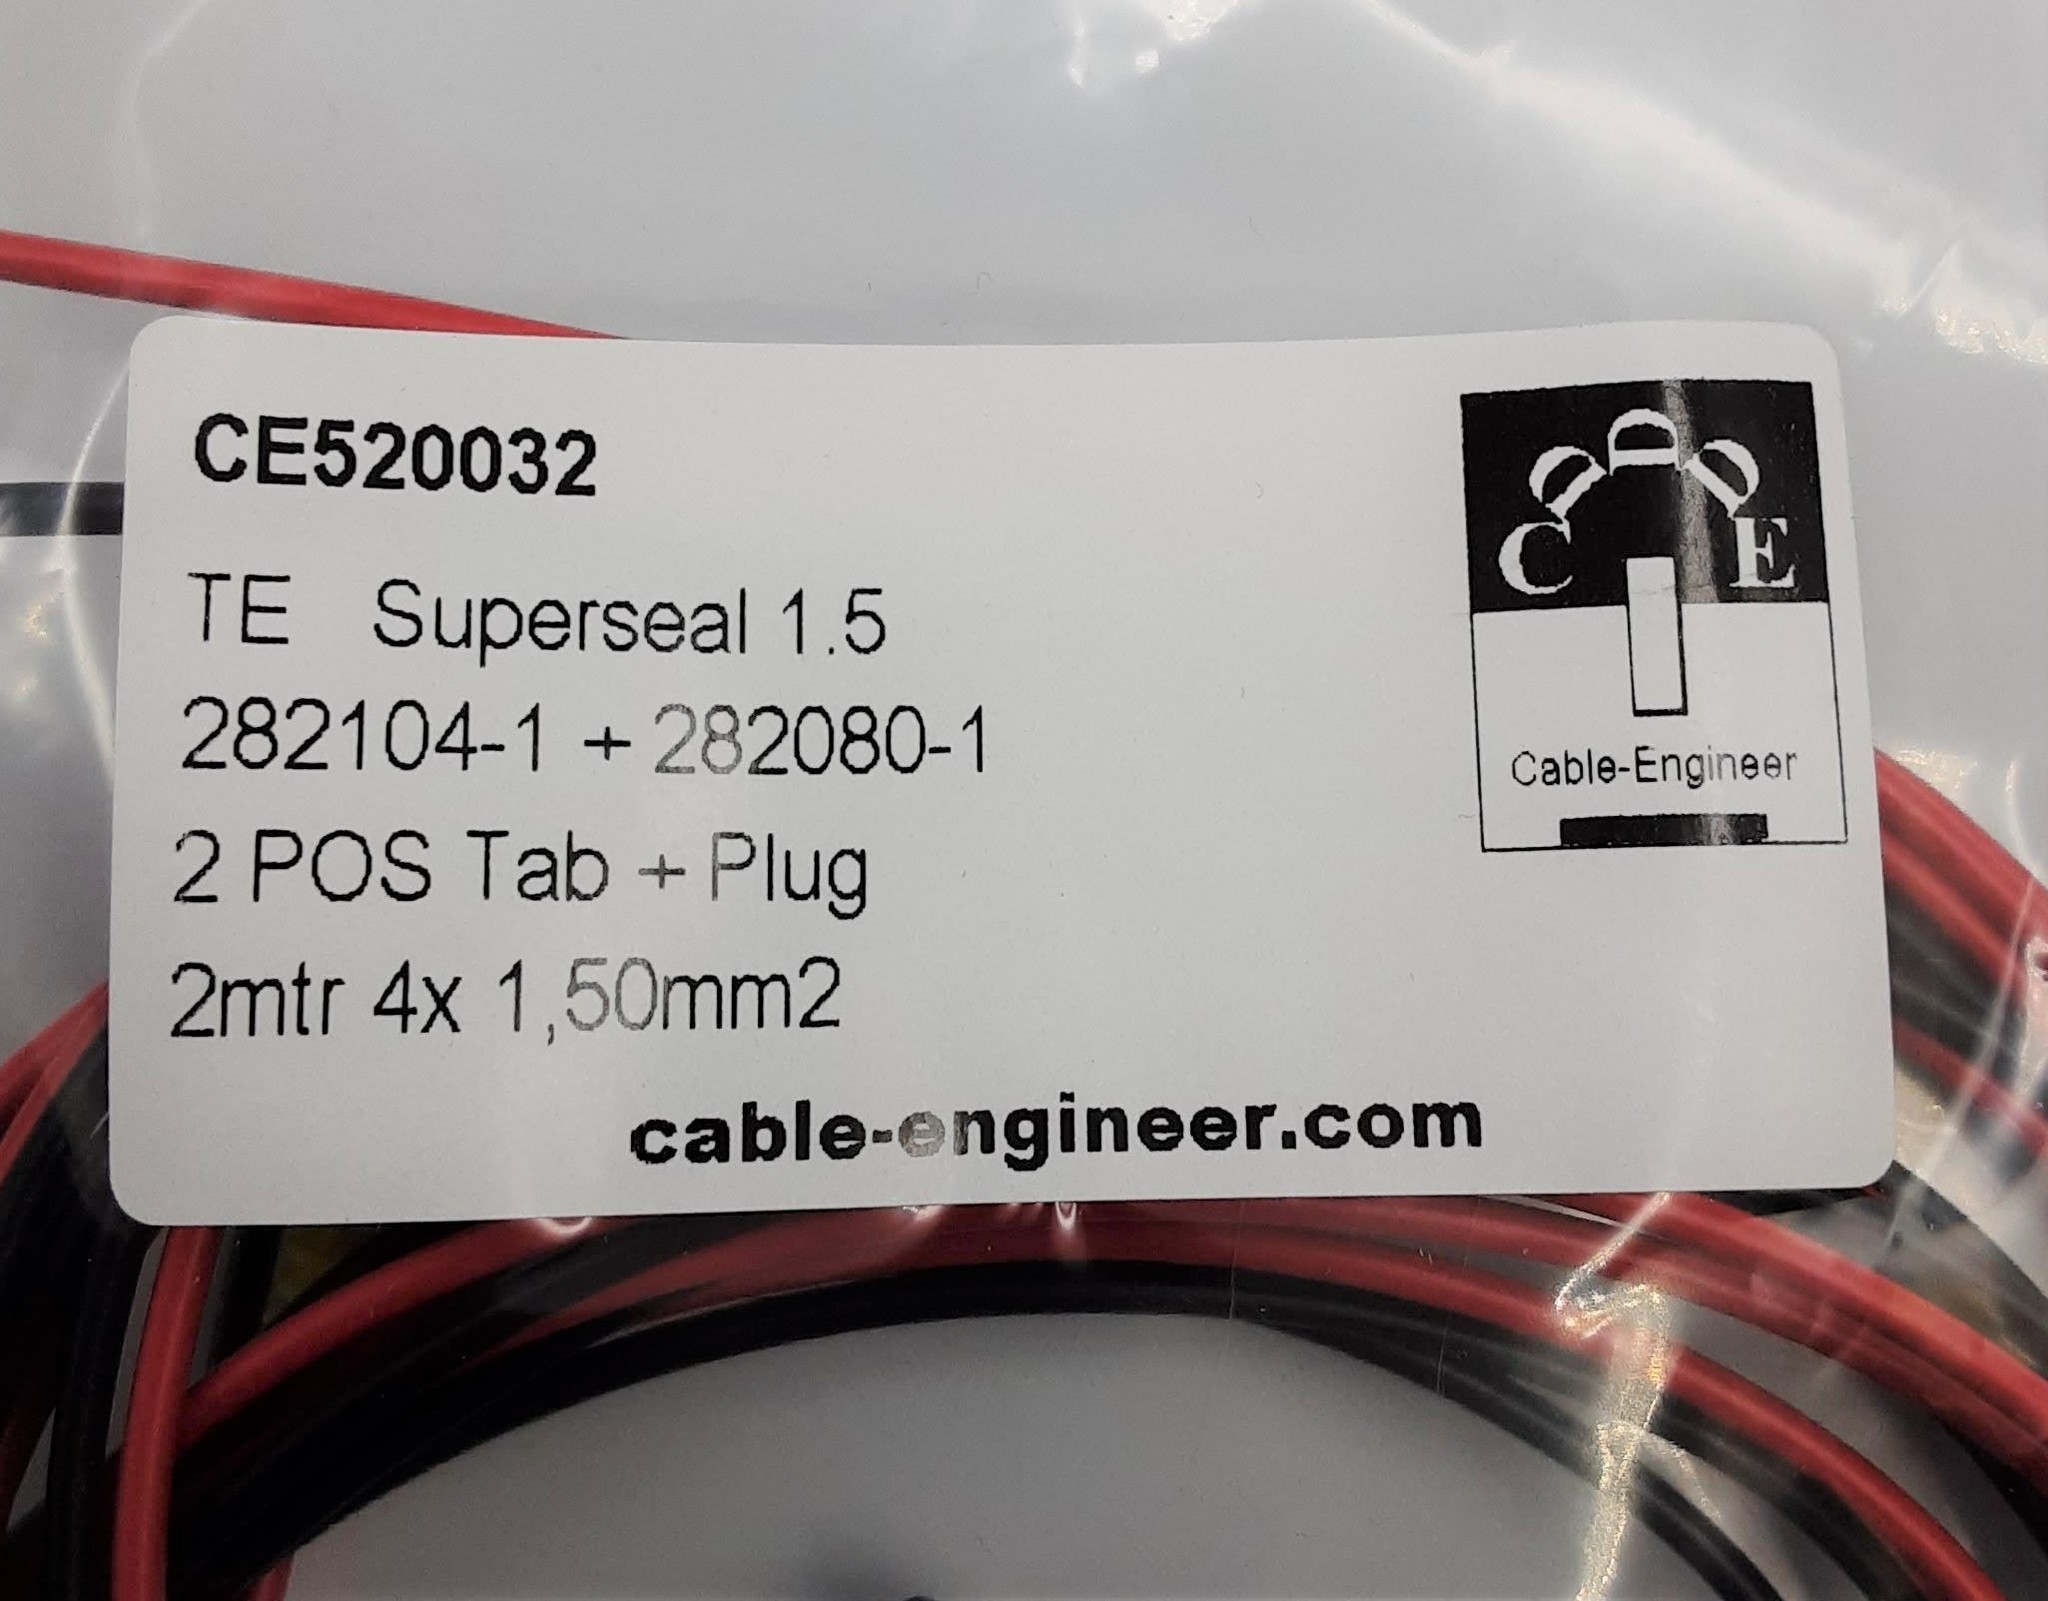 CE520032
TE Superseal 1.5
282104-1 + 282080-1
2 POS Tab + Plug
2mtr 4x 1,50mm2
cable-engineer.com
C E
Cable-Engineer